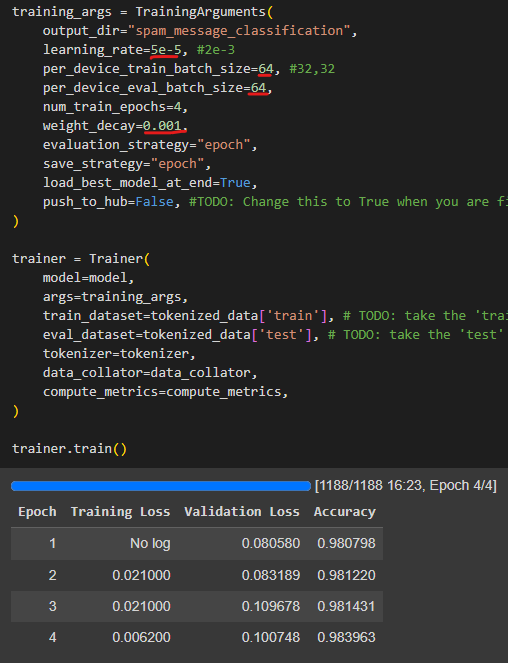 training_args = TrainingArguments(
    output_dir="spam_message_classification",
    learning_rate=5e-5, #2e-3
    per_device_train_batch_size=64, #32,32
    per_device_eval_batch_size=64,
    num_train_epochs=4,
    weight_decay=0.001,
    evaluation_strategy="epoch",
    save_strategy="epoch",
    load_best_model_at_end=True,
    push_to_hub=False, #TODO: Change this to True when you are fi
)
trainer = Trainer(
    model=model,
    args=training_args,
    train_dataset=tokenized_data['train'], # TODO: take the 'trai
    eval_dataset=tokenized_data['test'], # TODO: take the 'test'
    tokenizer=tokenizer,
    data_collator=data_collator,
    compute_metrics=compute_metrics,
)
trainer.train()
[1188/1188 16:23, Epoch 4/4]
Epoch Training Loss Validation Loss Accuracy
1 No log 0.080580 0.980798
2 0.021000 0.083189 0.981220
3 0.021000 0.109678 0.981431
4 0.006200 0.100748 0.983963